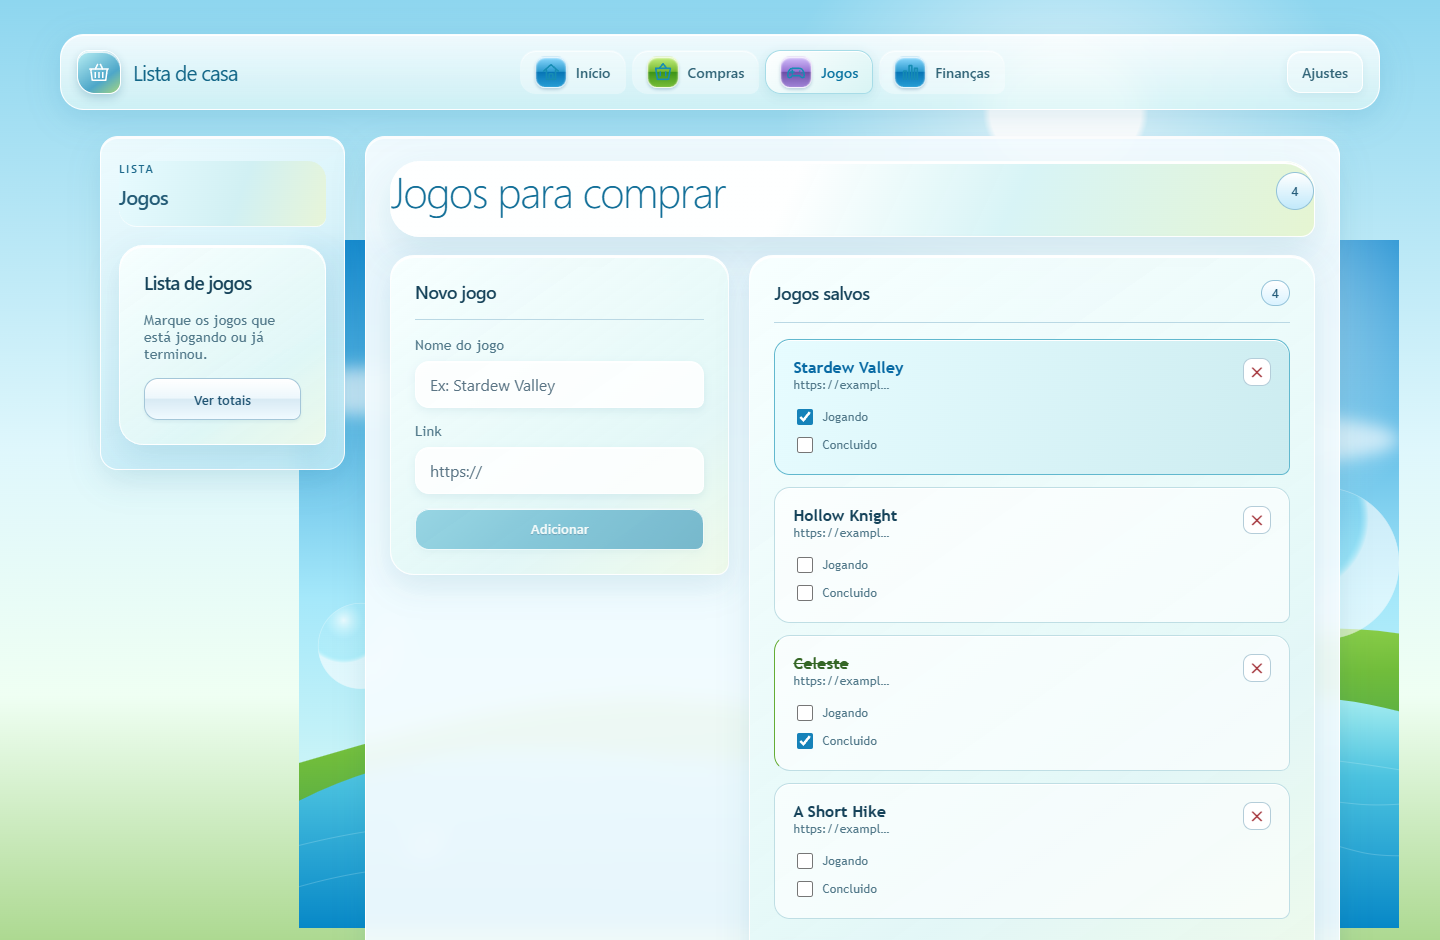 Lista de casa
Início
Compras
Jogos
Finanças
Ajustes
LISTA
Jogos
Lista de jogos
Marque os jogos que
está jogando ou já
terminou.
Ver totais
Jogos para comprar
4
Novo jogo
Nome do jogo
Ex: Stardew Valley
Link
https://
Adicionar
Jogos salvos
4
Stardew Valley
https://exampl...
Jogando
Concluido
Hollow Knight
https://exampl...
Jogando
Concluido
Celeste
https://exampl...
Jogando
Concluido
A Short Hike
https://exampl...
Jogando
Concluido